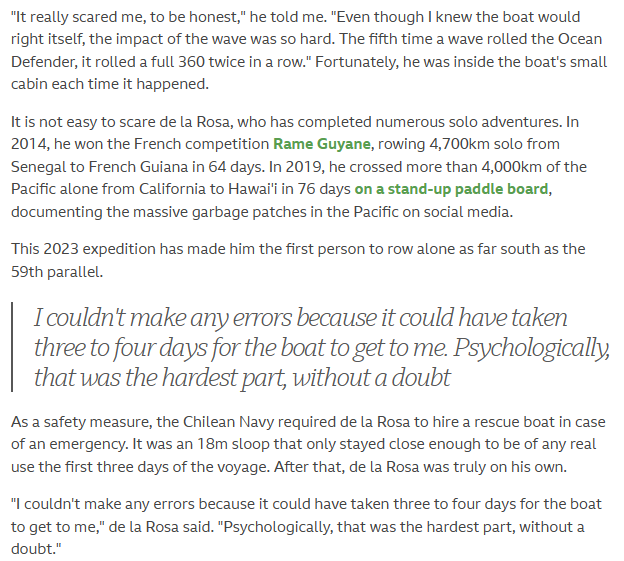 "It really scared me, to be honest," he told me. "Even though I knew the boat would
right itself, the impact of the wave was so hard. The fifth time a wave rolled the Ocean
Defender, it rolled a full 360 twice in a row." Fortunately, he was inside the boat's small
cabin each time it happened.
It is not easy to scare de la Rosa, who has completed numerous solo adventures. In
2014, he won the French competition Rame Guyane, rowing 4,700km solo from
Senegal to French Guiana in 64 days. In 2019, he crossed more than 4,000km of the
Pacific alone from California to Hawai'i in 76 days on a stand-up paddle board,
documenting the massive garbage patches in the Pacific on social media.
This 2023 expedition has made him the first person to row alone as far south as the
59th parallel.
I couldn't make any errors because it could have taken
three to four days for the boat to get to me. Psychologically,
that was the hardest part, without a doubt
As a safety measure, the Chilean Navy required de la Rosa to hire a rescue boat in case
of an emergency. It was an 18m sloop that only stayed close enough to be of any real
use the first three days of the voyage. After that, de la Rosa was truly on his own.
"I couldn't make any errors because it could have taken three to four days for the boat
to get to me," de la Rosa said. "Psychologically, that was the hardest part, without a
doubt."